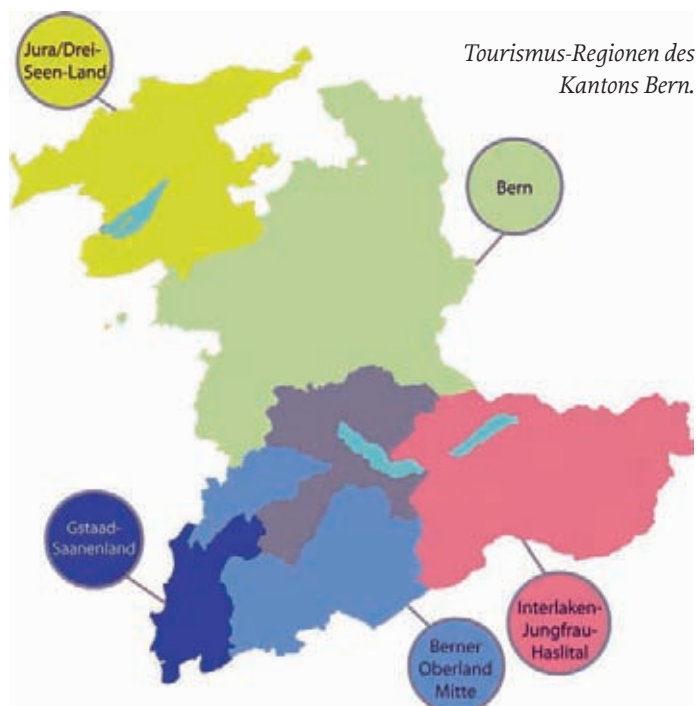 Jura/Drei-
Seen-Land
Tourismus-Regionen des
Kantons Bern.
Bern
Gstaad-
Saanenland
Interlaken-
Jungfrau-
Haslital
Berner
Oberland
Mitte